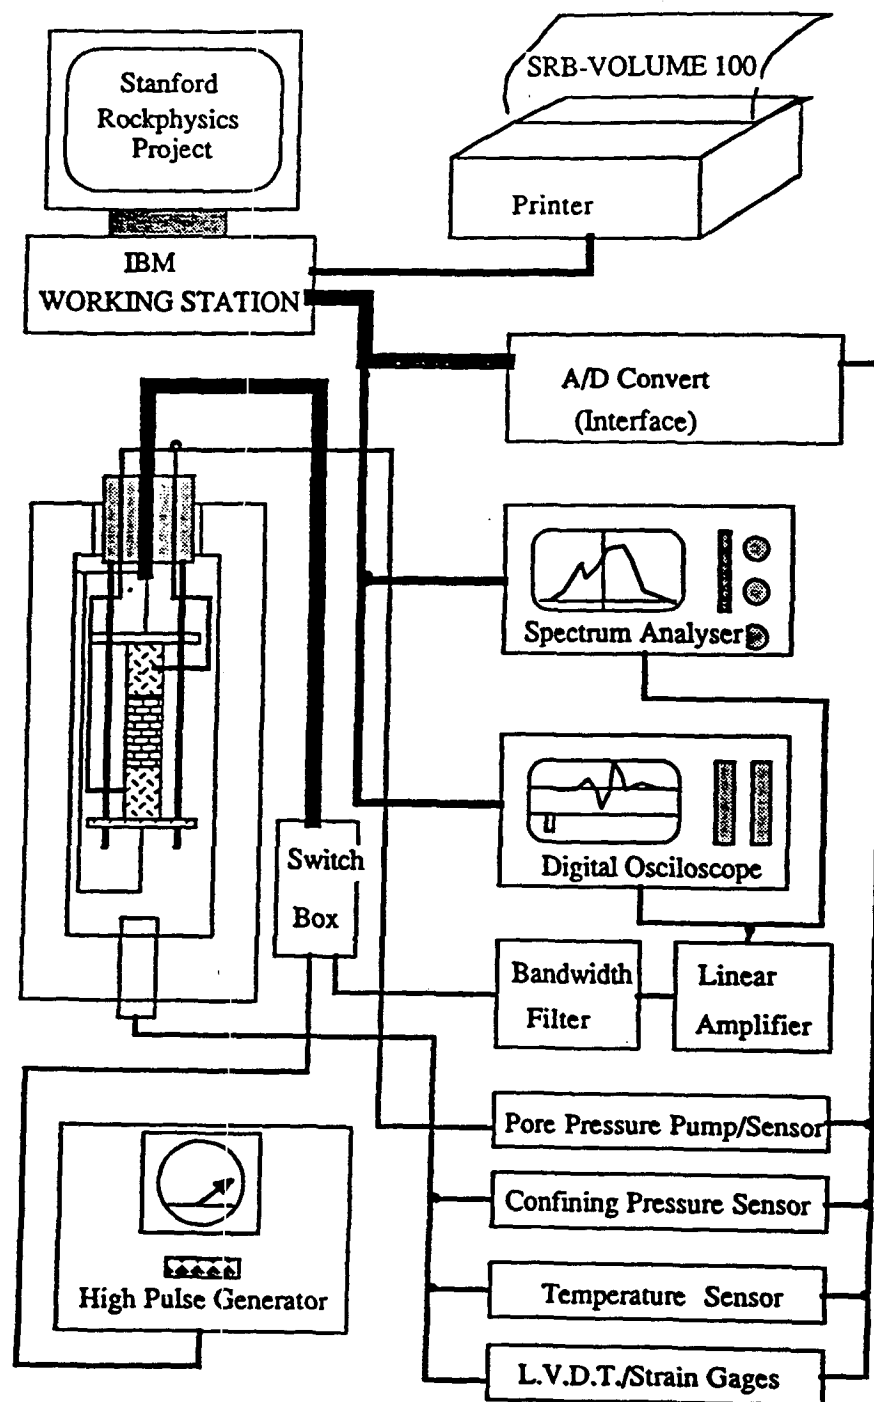 Stanford
Rockphysics
Project
SRB-VOLUME 100
Printer
IBM
WORKING STATION
A/D Convert
(Interface)
Spectrum Analyser
Digital Osciloscope
Switch
Box
Bandwidth
Filter
Linear
Amplifier
Pore Pressure Pump/Sensor
Confining Pressure Sensor
High Pulse Generator
Temperature Sensor
L.V.D.T./Strain Gages